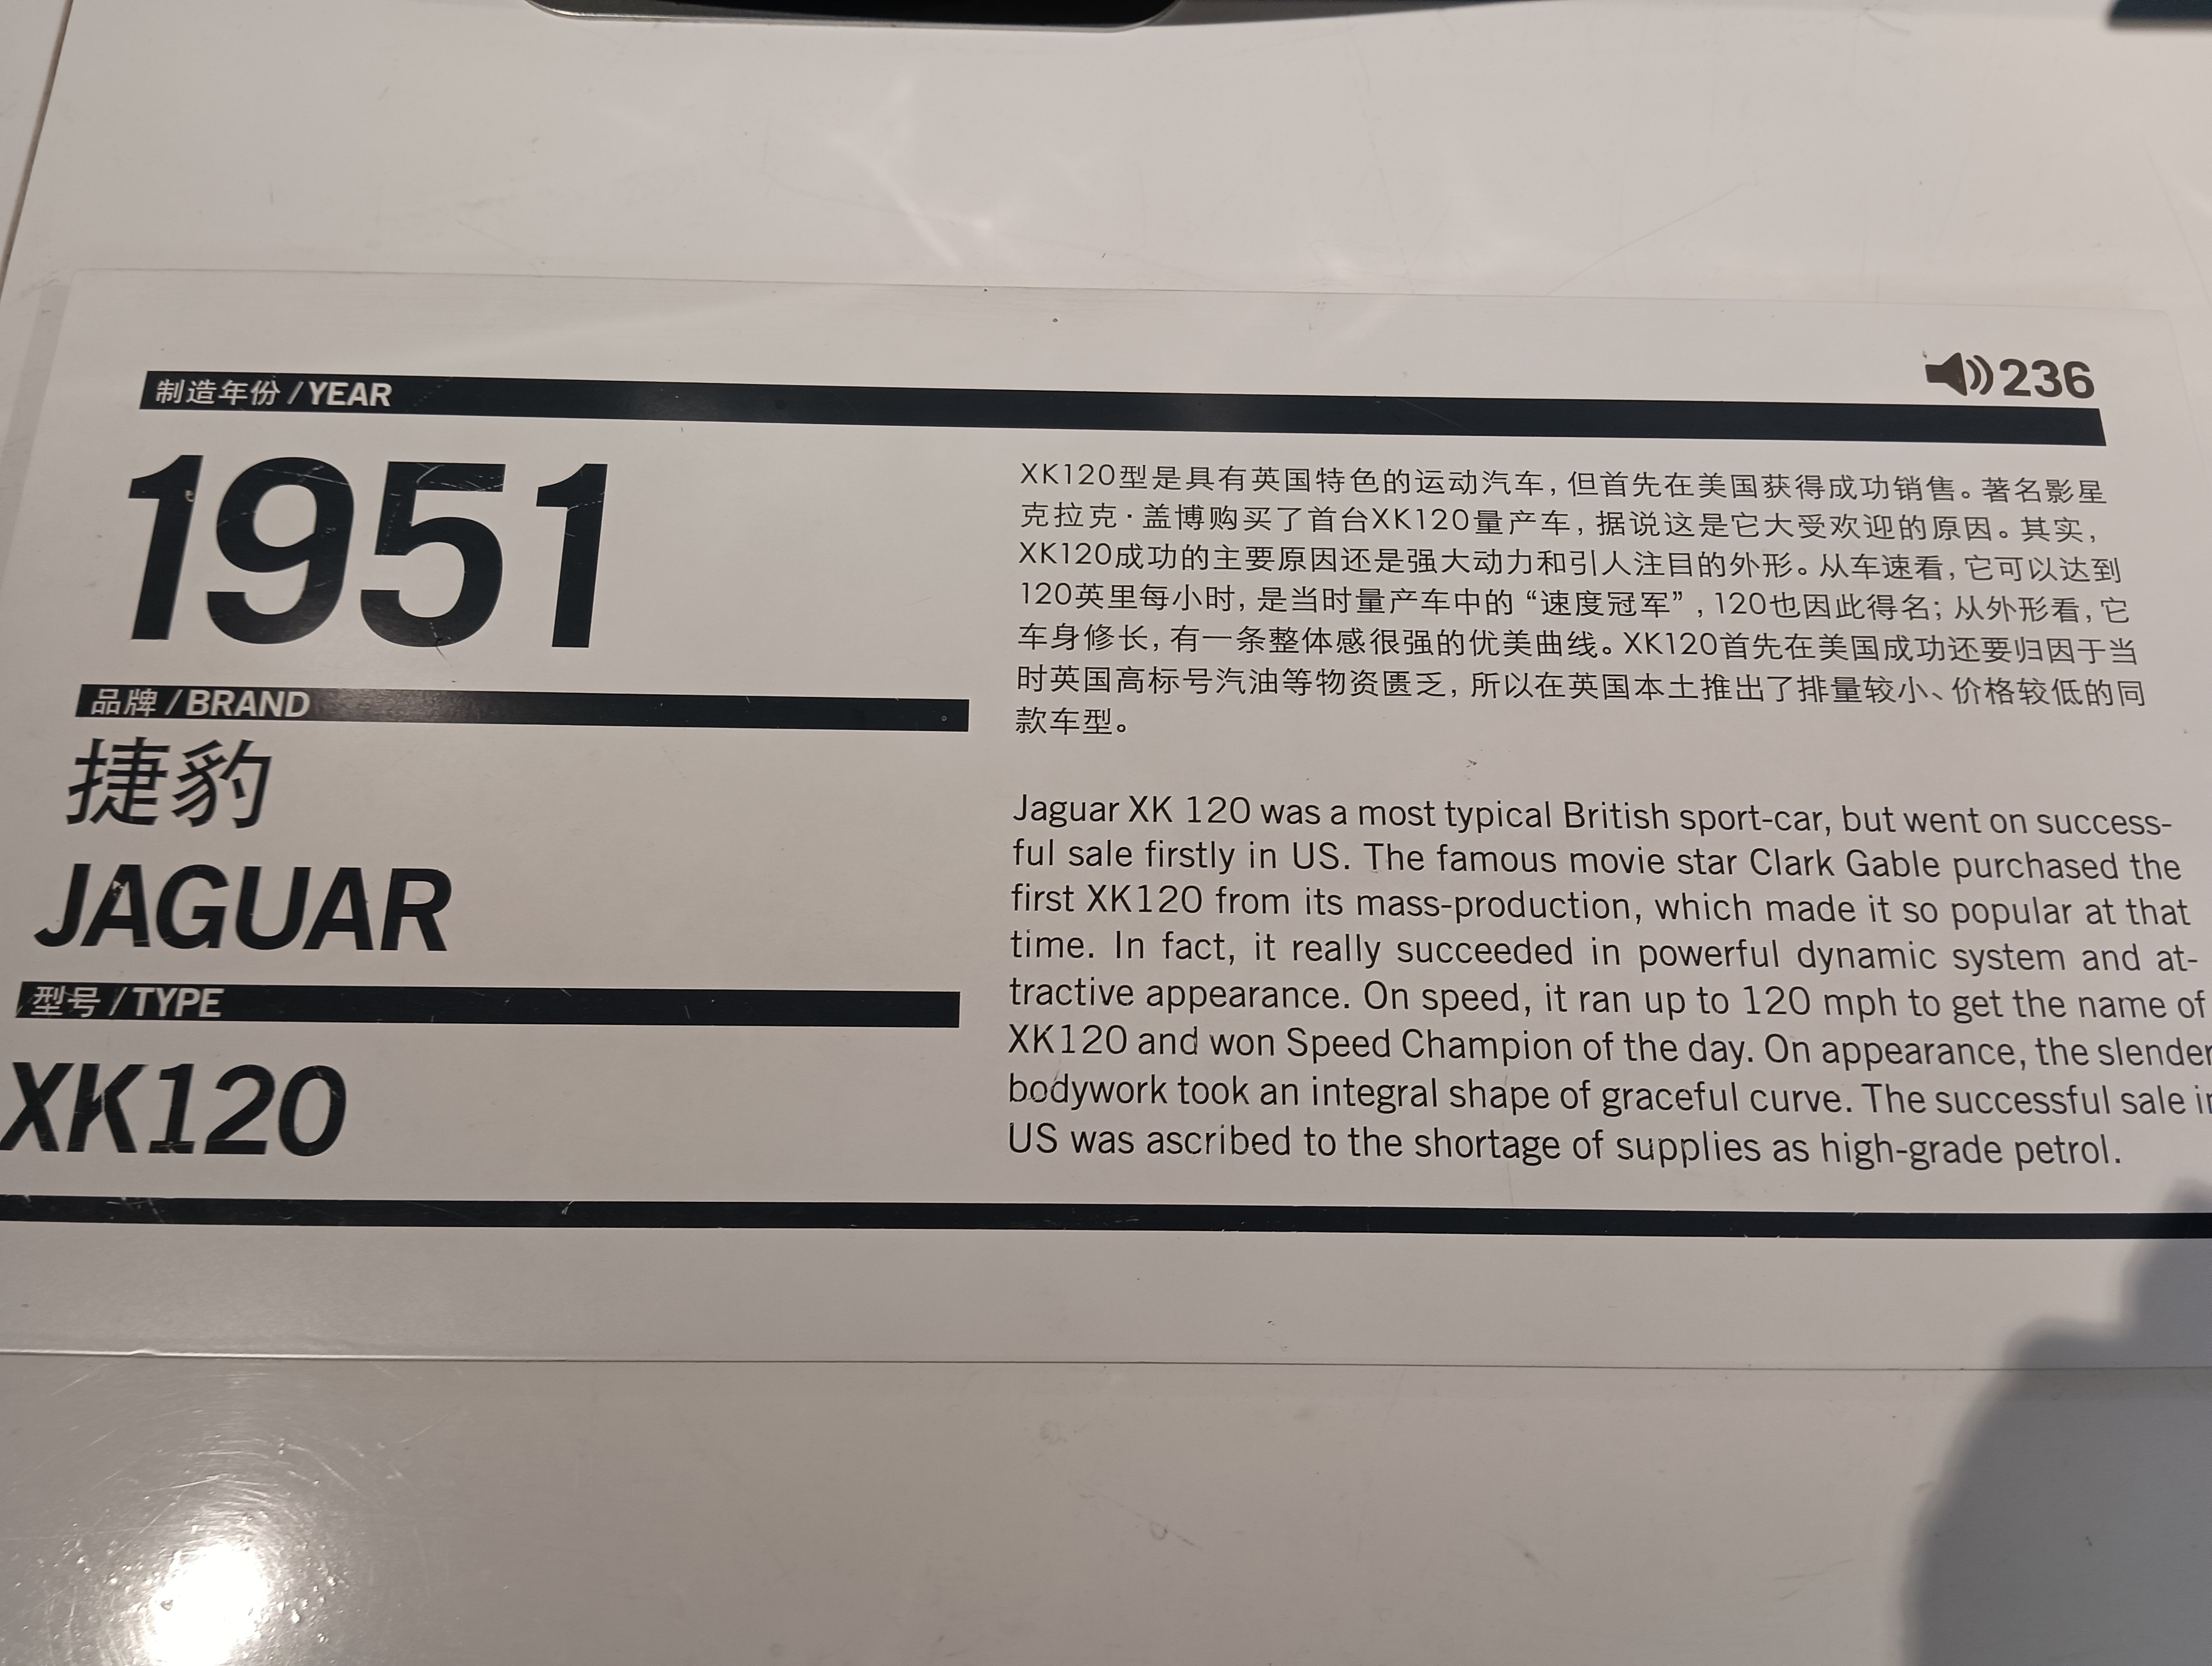 制造年份 / YEAR
236
1951
品牌 / BRAND
捷豹
JAGUAR
型号 / TYPE
XK120
XK120型是具有英国特色的运动汽车，但首先在美国获得成功销售。著名影星
克拉克·盖博购买了首台XK120量产车，据说这是它大受欢迎的原因。其实，
XK120成功的主要原因还是强大动力和引人注目的外形。从车速看，它可以达到
120英里每小时，是当时量产车中的“速度冠军”，120也因此得名；从外形看，它
车身修长，有一条整体感很强的优美曲线。XK120首先在美国成功还要归因于当
时英国高标号汽油等物资匮乏，所以在英国本土推出了排量较小、价格较低的同
款车型。
Jaguar XK 120 was a most typical British sport-car, but went on success-
ful sale firstly in US. The famous movie star Clark Gable purchased the
first XK120 from its mass-production, which made it so popular at that
time. In fact, it really succeeded in powerful dynamic system and at-
tractive appearance. On speed, it ran up to 120 mph to get the name of
XK120 and won Speed Champion of the day. On appearance, the slender
bodywork took an integral shape of graceful curve. The successful sale in
US was ascribed to the shortage of supplies as high-grade petrol.